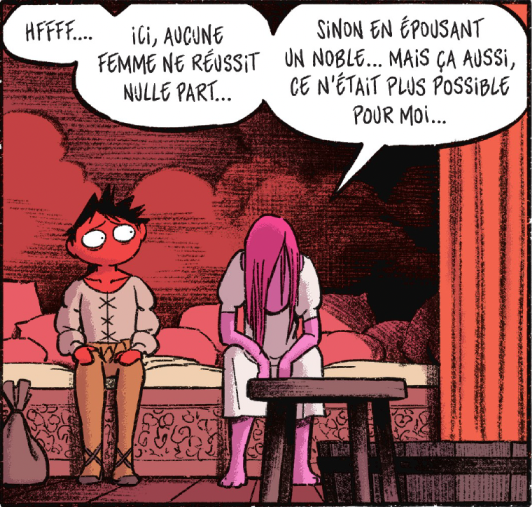 HFFFF....
ICI, AUCUNE
FEMME NE RÉUSSIT
NULLE PART...
SINON EN ÉPOUSANT
UN NOBLE... MAIS ÇA AUSSI,
CE N'ÉTAIT PLUS POSSIBLE
POUR MOI...